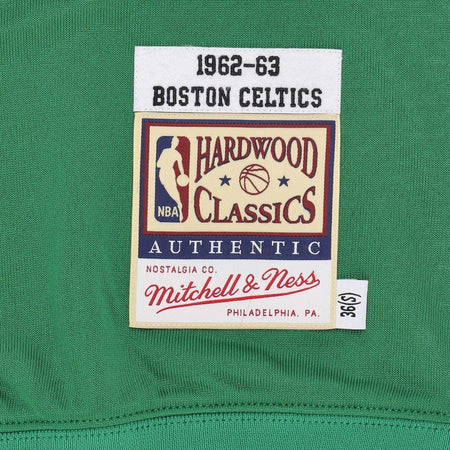 1962-63
BOSTON CELTICS
HARDWOOD
CLASSICS
NBA
AUTHENTIC
NOSTALGIA CO.
Mitchell & Ness
PHILADELPHIA, PA.
36(S)